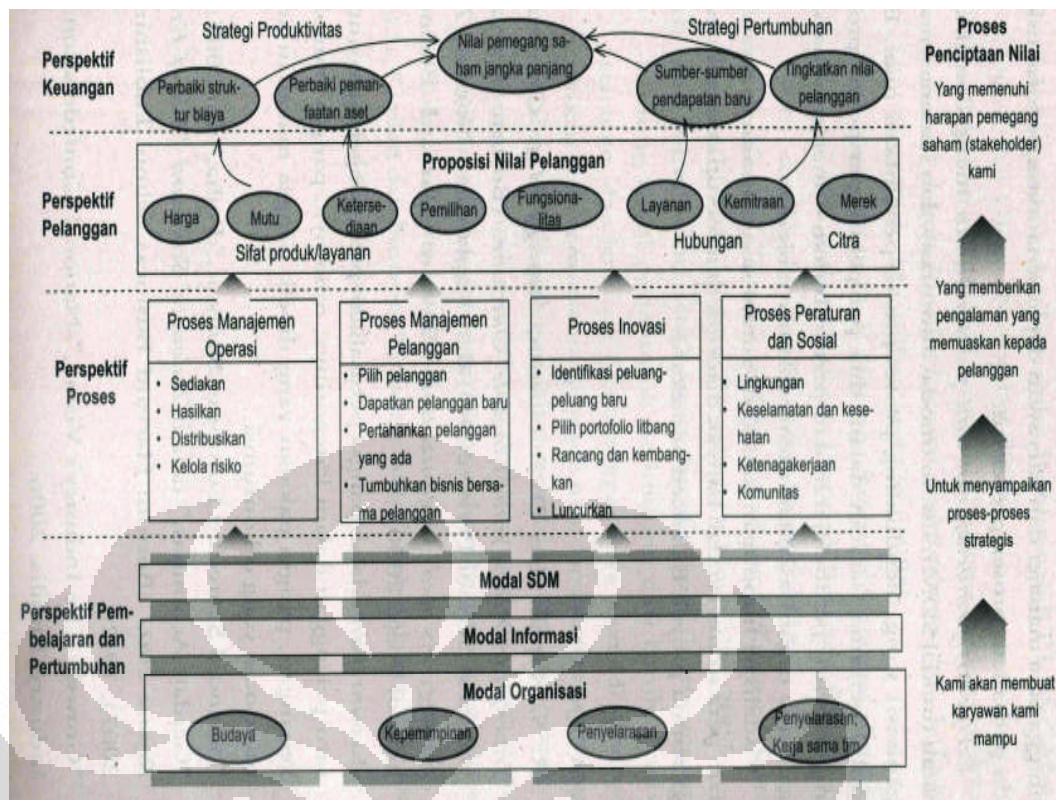 Strategi Produktivitas
Strategi Pertumbuhan
Proses
Penciptaan Nilai
Perspektif
Keuangan
Perbaiki struk-
tur biaya
Perbaiki peman-
faatan aset
Nilai pemegang sa-
ham jangka panjang
Sumber-sumber
pendapatan baru
Tingkatkan nilai
pelanggan
Yang memenuhi
harapan pemegang
saham (stakeholder)
kami
Perspektif
Pelanggan
Proposisi Nilai Pelanggan
Harga
Mutu
Keterse-
diaan
Pemilihan
Fungsiona-
litas
Layanan
Kemitraan
Merek
Sifat produk/layanan
Hubungan
Citra
Yang memberikan
pengalaman yang
memuaskan kepada
pelanggan
Perspektif
Proses
Proses Manajemen
Operasi
• Sediakan
• Hasilkan
• Distribusikan
• Kelola risiko
Proses Manajemen
Pelanggan
• Pilih pelanggan
• Dapatkan pelanggan baru
• Pertahankan pelanggan
yang ada
• Tumbuhkan bisnis bersa-
ma pelanggan
Proses Inovasi
• Identifikasi peluang-
peluang baru
• Pilih portofolio litbang
• Rancang dan kembang-
kan
• Luncurkan
Proses Peraturan
dan Sosial
• Lingkungan
• Keselamatan dan kese-
hatan
• Ketenagakerjaan
• Komunitas
Untuk menyampaikan
proses-proses
strategis
Perspektif Pem-
belajaran dan
Pertumbuhan
Modal SDM
Modal Informasi
Modal Organisasi
Budaya
Kepemimpinan
Penyelarasan
Penyelarasan,
Kerja sama tim
Kami akan membuat
karyawan kami
mampu